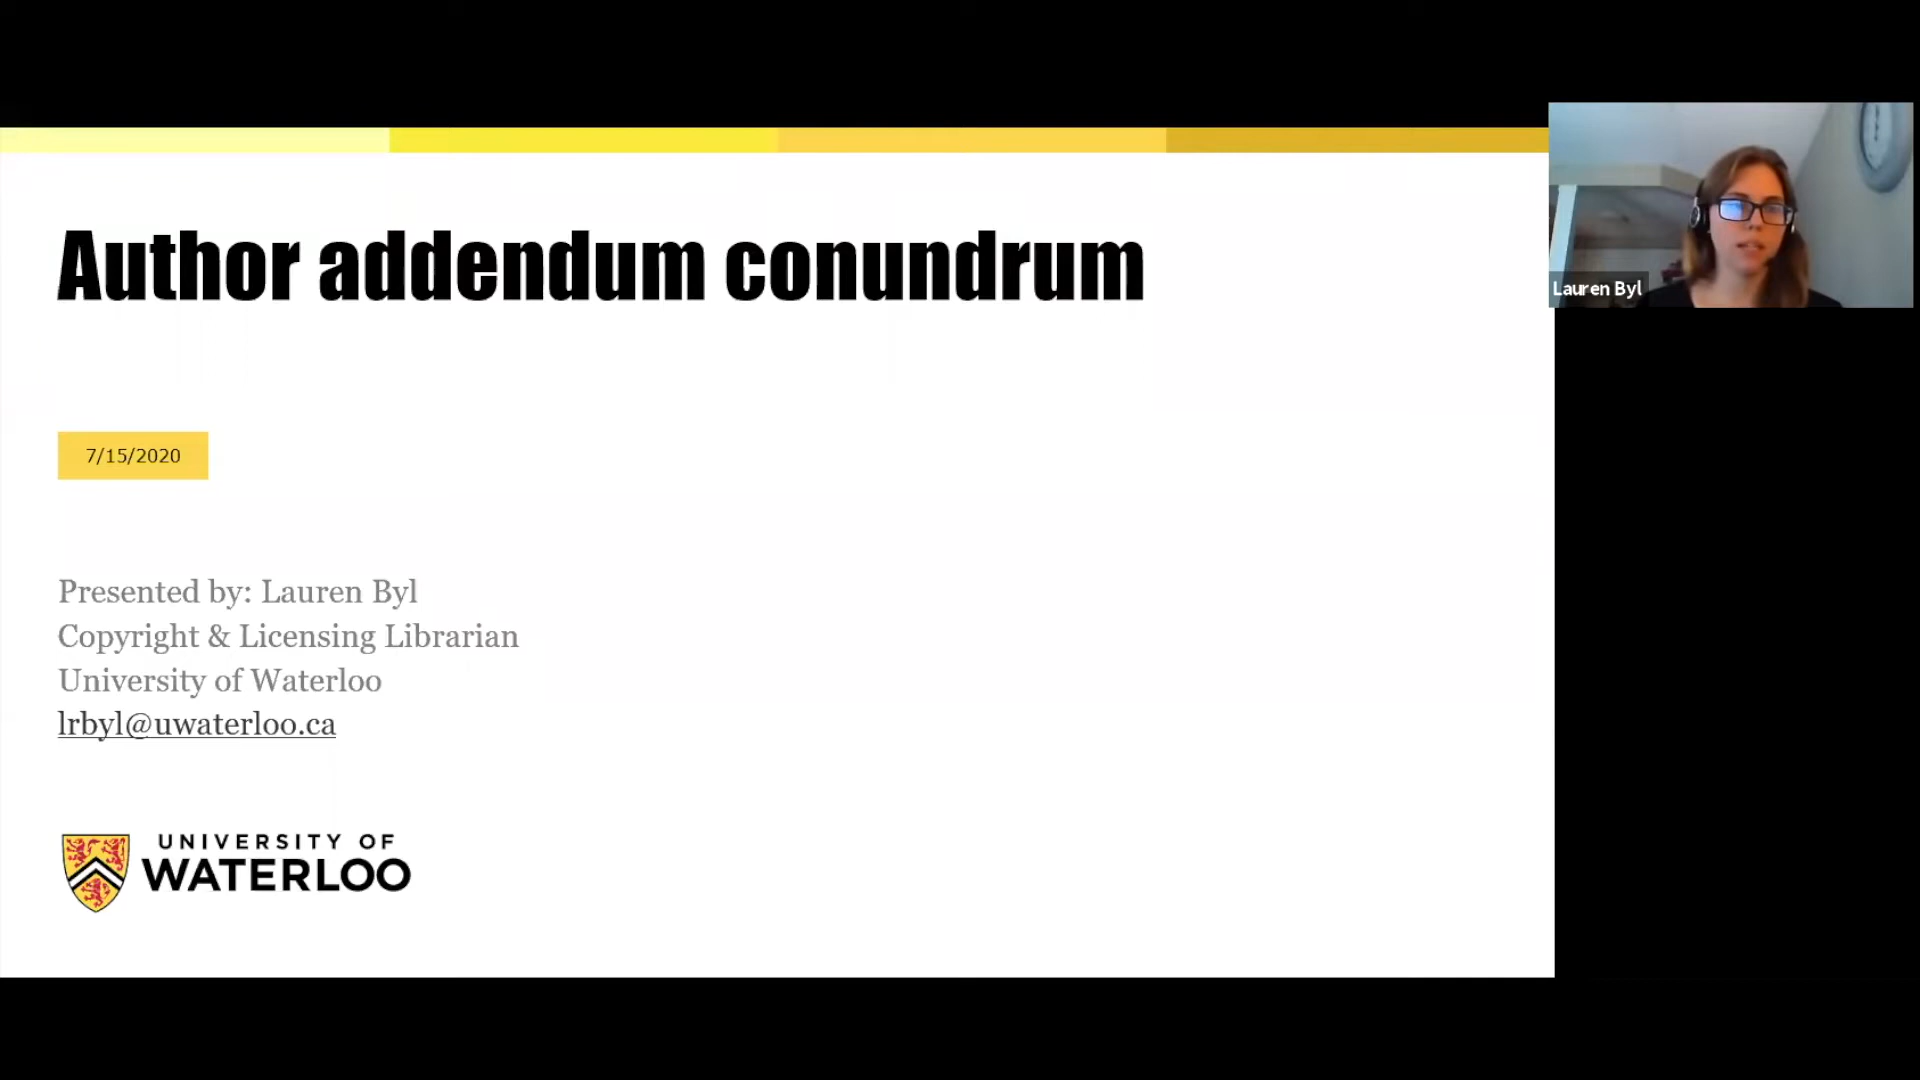 Author addendum conundrum
7/15/2020
Presented by: Lauren Byl
Copyright & Licensing Librarian
University of Waterloo
lrbyl@uwaterloo.ca
UNIVERSITY OF
WATERLOO
Lauren Byl